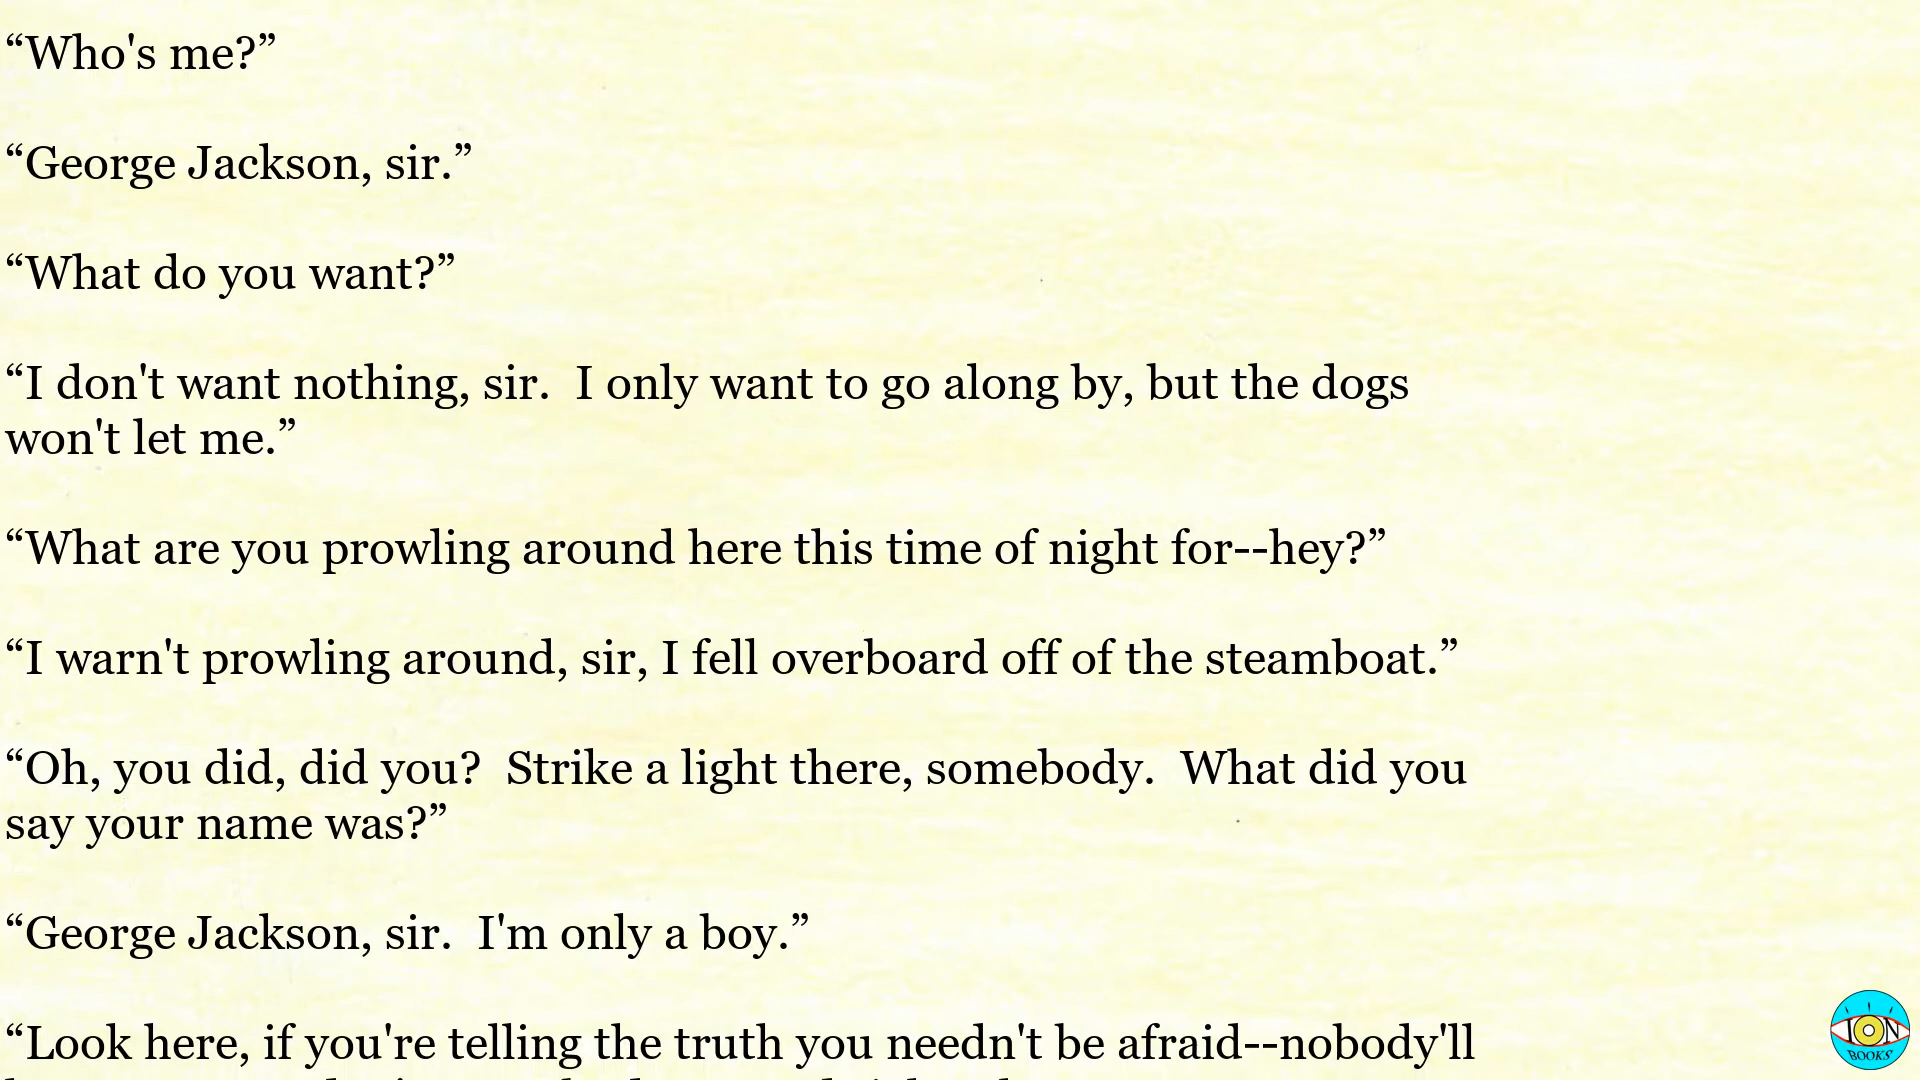 “Who's me?”
“George Jackson, sir.”
“What do you want?”
“I don't want nothing, sir.  I only want to go along by, but the dogs
won't let me.”
“What are you prowling around here this time of night for--hey?”
“I warn't prowling around, sir, I fell overboard off of the steamboat.”
“Oh, you did, did you?  Strike a light there, somebody.  What did you
say your name was?”
“George Jackson, sir.  I'm only a boy.”
“Look here, if you're telling the truth you needn't be afraid--nobody'll
ION
BOOKS